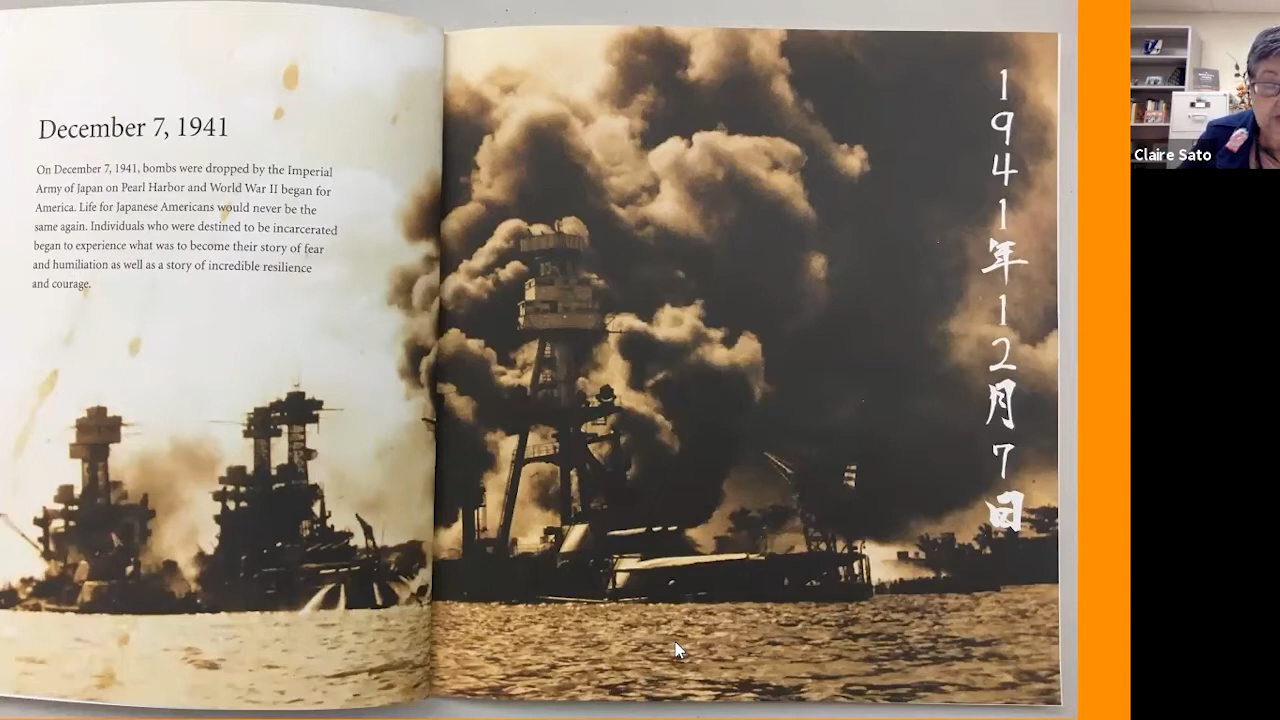 December 7, 1941
On December 7, 1941, bombs were dropped by the Imperial
Army of Japan on Pearl Harbor and World War II began for
America. Life for Japanese Americans would never be the
same again. Individuals who were destined to be incarcerated
began to experience what was to become their story of fear
and humiliation as well as a story of incredible resilience
and courage.
1941年12月7日
Claire Sato